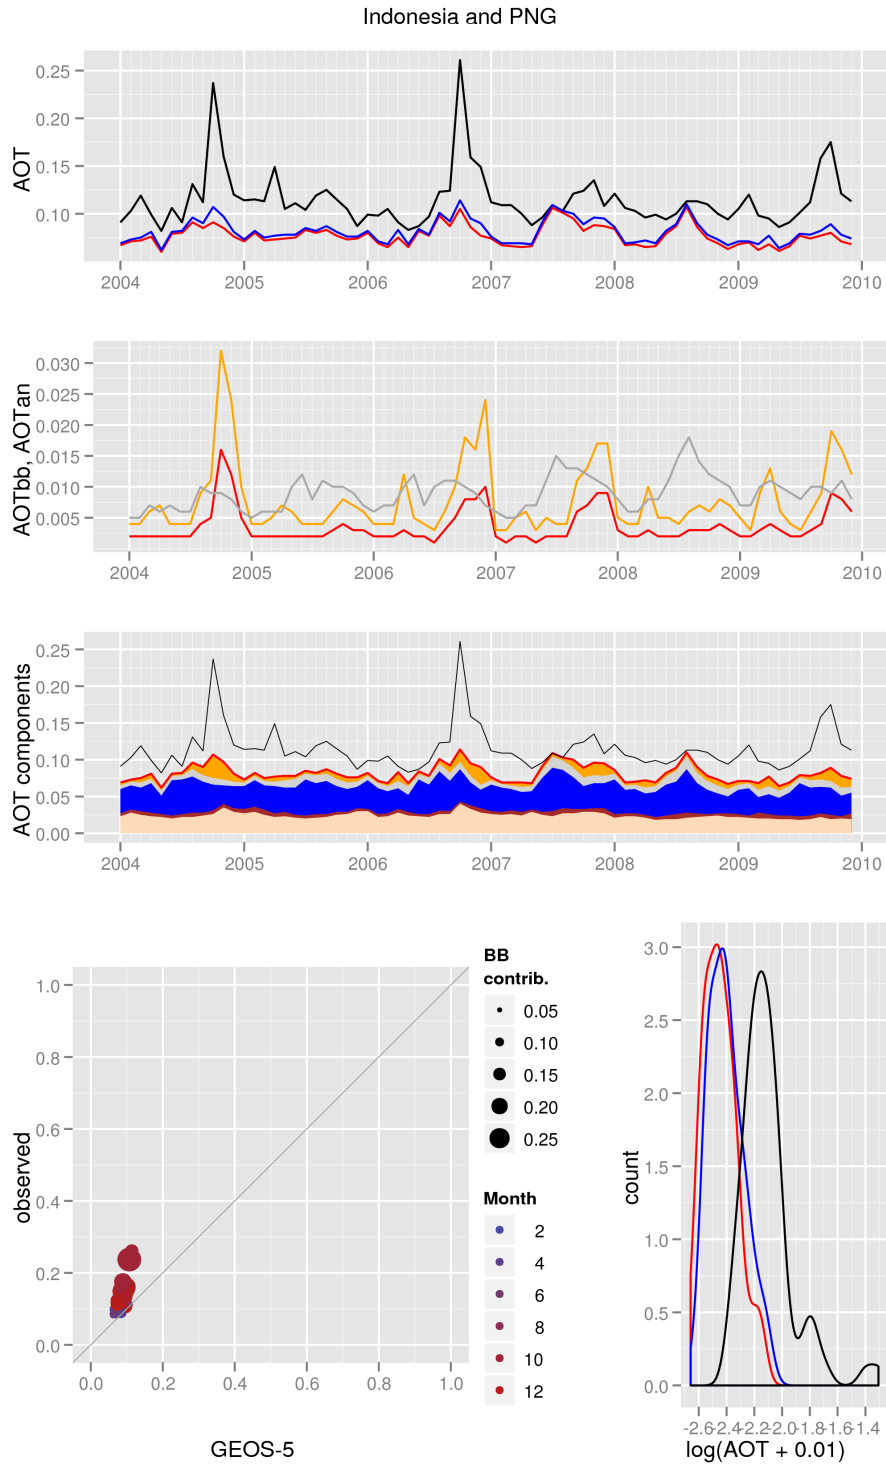 Indonesia and PNG
AOT
0.25
0.20
0.15
0.10
2004 2005 2006 2007 2008 2009 2010
AOTbb, AOTan
0.030
0.025
0.020
0.015
0.010
0.005
2004 2005 2006 2007 2008 2009 2010
AOT components
0.25
0.20
0.15
0.10
0.05
0.00
2004 2005 2006 2007 2008 2009 2010
observed
1.0
0.8
0.6
0.4
0.2
0.0
0.0 0.2 0.4 0.6 0.8 1.0
GEOS-5
BB
contrib.
0.05
0.10
0.15
0.20
0.25
Month
2
4
6
8
10
12
count
3.0
2.5
2.0
1.5
1.0
0.5
0.0
-2.6 -2.4 -2.2 -2.0 -1.8 -1.6 -1.4
log(AOT + 0.01)